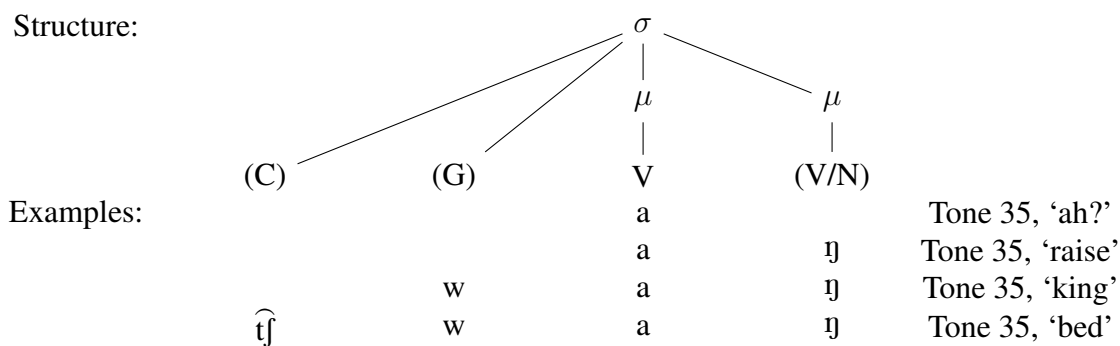 Structure: σ
μ μ
(C) (G) V (V/N)
Examples: a Tone 35, ‘ah?’
a ŋ Tone 35, ‘raise’
w a ŋ Tone 35, ‘king’
t͡ʃ w a ŋ Tone 35, ‘bed’